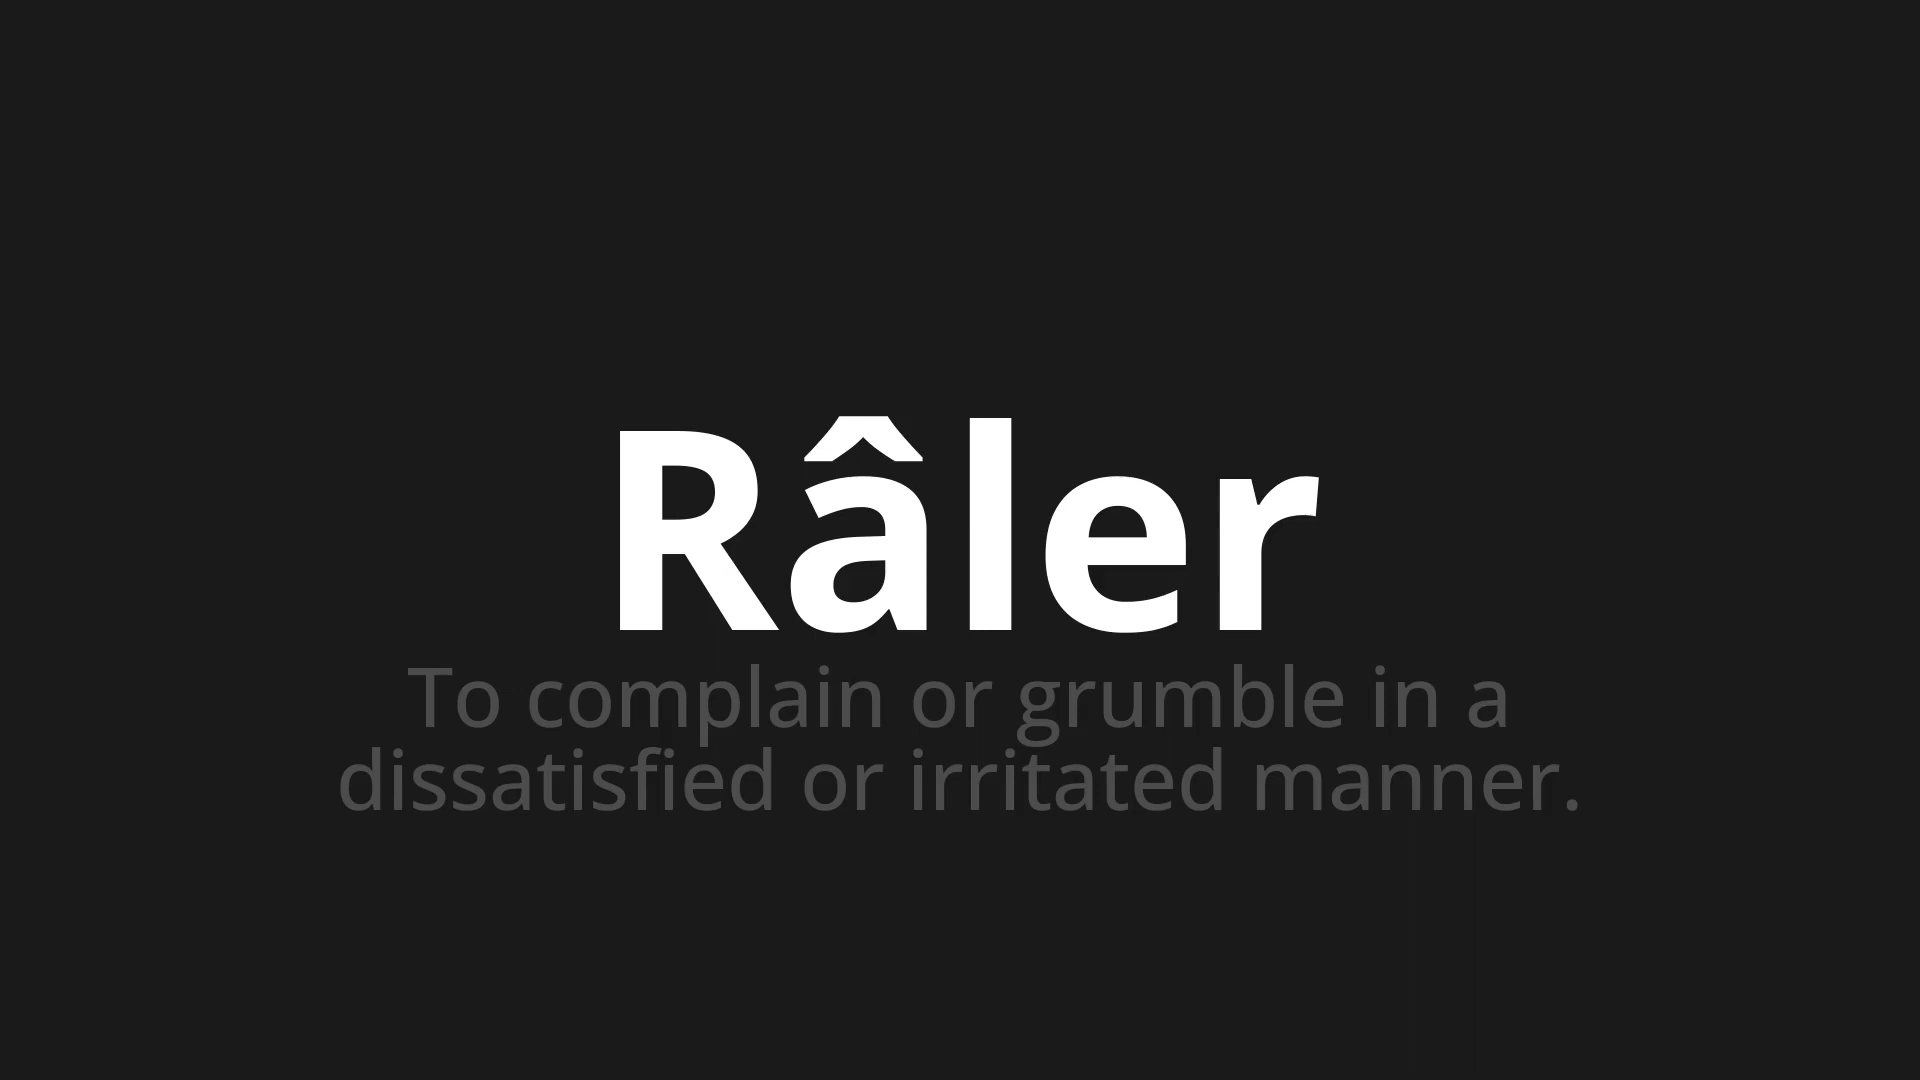 Râler
To complain or grumble in a
dissatisfied or irritated manner.